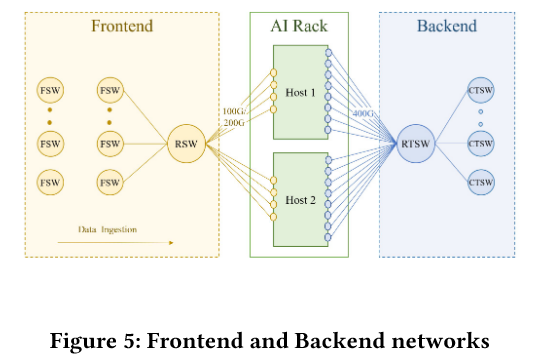 Frontend
AI Rack
Backend
FSW
FSW
CTSW
Host 1
100G/
200G
400G
FSW
FSW
RSW
RTSW
CTSW
FSW
FSW
Host 2
CTSW
Data Ingestion
Figure 5: Frontend and Backend networks